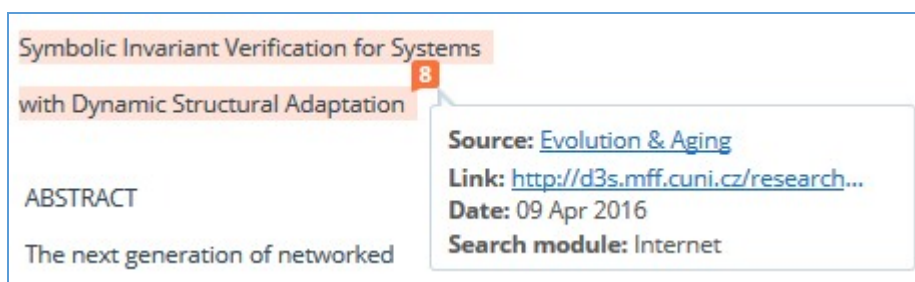 Symbolic Invariant Verification for Systems
8
with Dynamic Structural Adaptation
Source: Evolution & Aging
Link: http://d3s.mff.cuni.cz/research...
Date: 09 Apr 2016
Search module: Internet
ABSTRACT
The next generation of networked